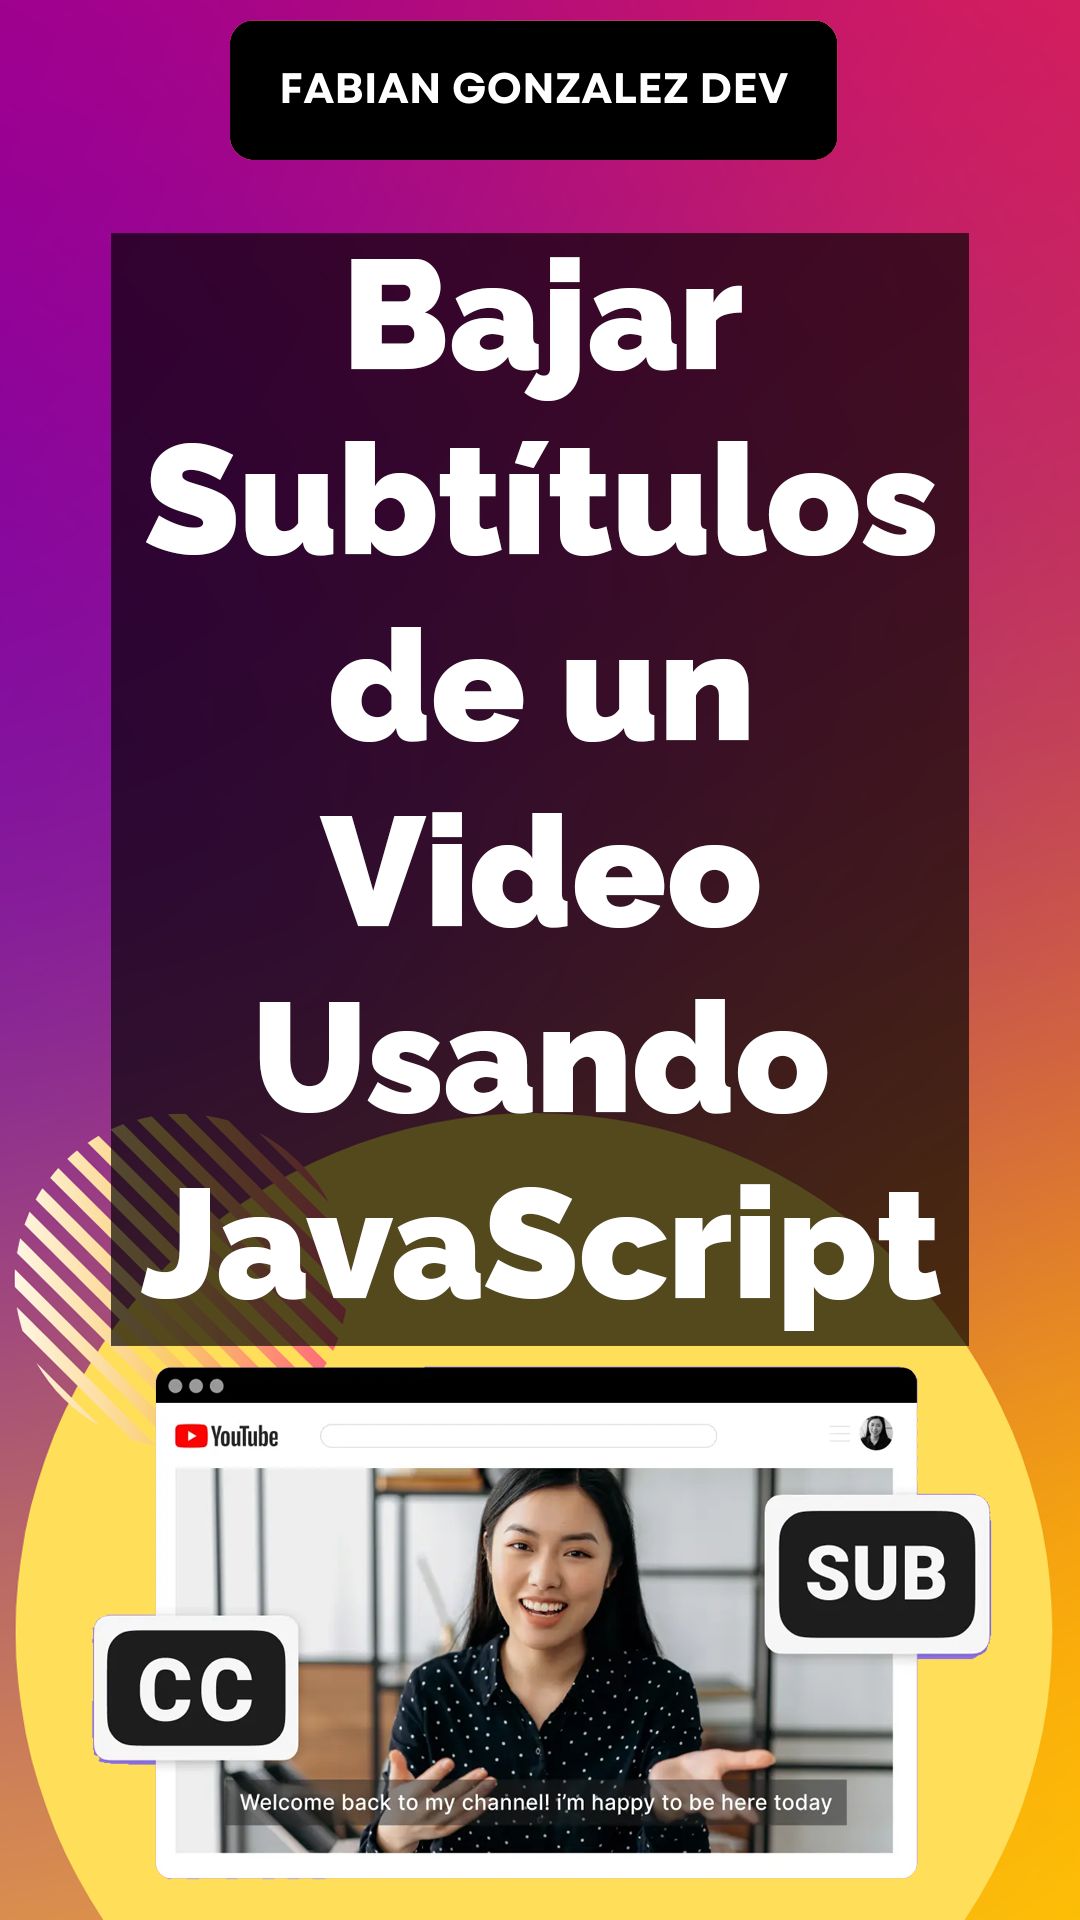 FABIAN GONZALEZ DEV
Bajar
Subtítulos
de un
Video
Usando
JavaScript
YouTube
SUB
CC
Welcome back to my channel! i'm happy to be here today